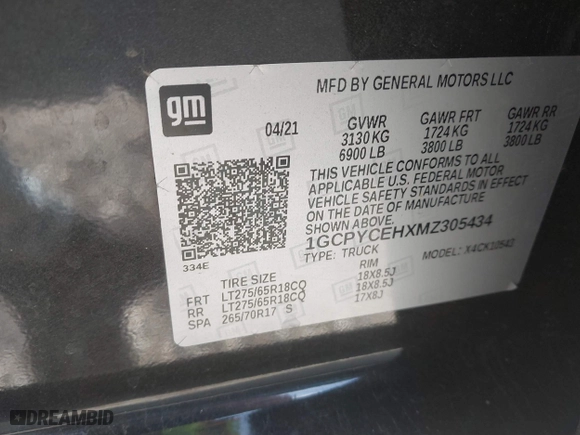 gm
MFD BY GENERAL MOTORS LLC
04/21 GVWR GAWR FRT GAWR RR
3130 KG 1724 KG 1724 KG
6900 LB 3800 LB 3800 LB
THIS VEHICLE CONFORMS TO ALL
APPLICABLE U.S. FEDERAL MOTOR
VEHICLE SAFETY STANDARDS IN EFFECT
ON THE DATE OF MANUFACTURE
1GCPYCEHXMZ305434
TYPE: TRUCK MODEL: X4CK10543
334E
TIRE SIZE RIM
FRT LT275/65R18CQ 18X8.5J
RR LT275/65R18CQ 18X8.5J
SPA 265/70R17 S 17X8J
DREAMBID